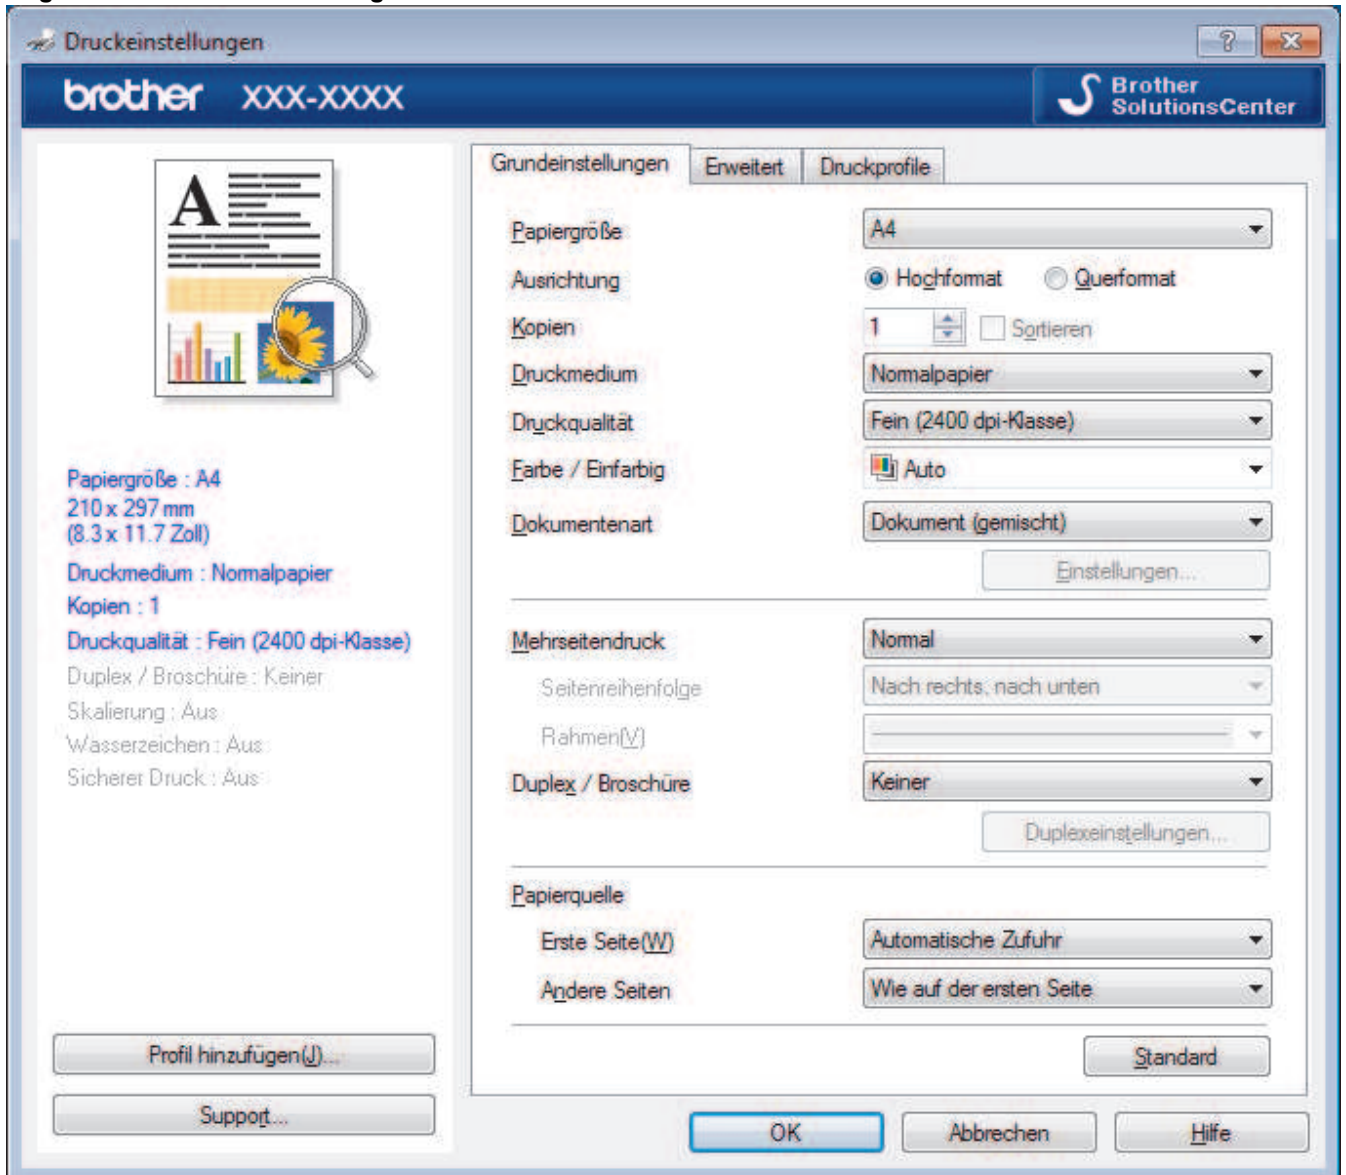 Druckeinstellungen
brother XXX-XXXX
Brother
SolutionsCenter
A
Papiergröße : A4
210 x 297 mm
(8.3 x 11.7 Zoll)
Druckmedium : Normalpapier
Kopien : 1
Druckqualität : Fein (2400 dpi-Klasse)
Duplex / Broschüre : Keiner
Skalierung : Aus
Wasserzeichen : Aus
Sicherer Druck : Aus
Profil hinzufügen(J)...
Support...
Grundeinstellungen Erweitert Druckprofile
Papiergröße A4
Ausrichtung Hochformat Querformat
Kopien 1 Sortieren
Druckmedium Normalpapier
Druckqualität Fein (2400 dpi-Klasse)
Farbe / Einfarbig Auto
Dokumentenart Dokument (gemischt)
Einstellungen...
Mehrseitendruck Normal
Seitenreihenfolge Nach rechts, nach unten
Rahmen(V)
Duplex / Broschüre Keiner
Duplexeinstellungen...
Papierquelle
Erste Seite(W) Automatische Zufuhr
Andere Seiten Wie auf der ersten Seite
Standard
OK Abbrechen Hilfe